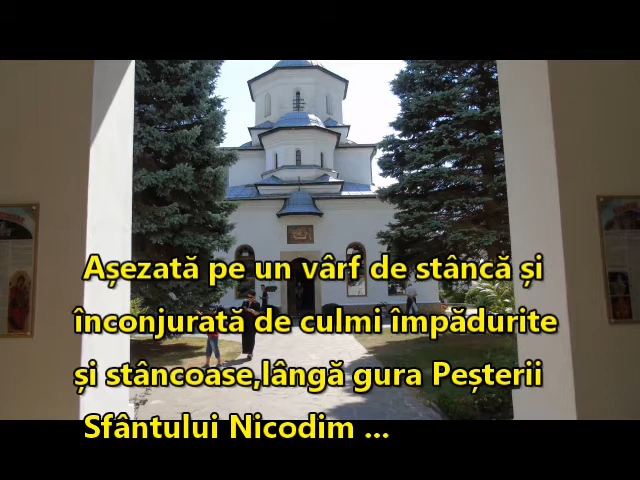 Așezată pe un vârf de stâncă și
înconjurată de culmi împădurite
și stâncoase,lângă gura Peșterii
Sfântului Nicodim ...